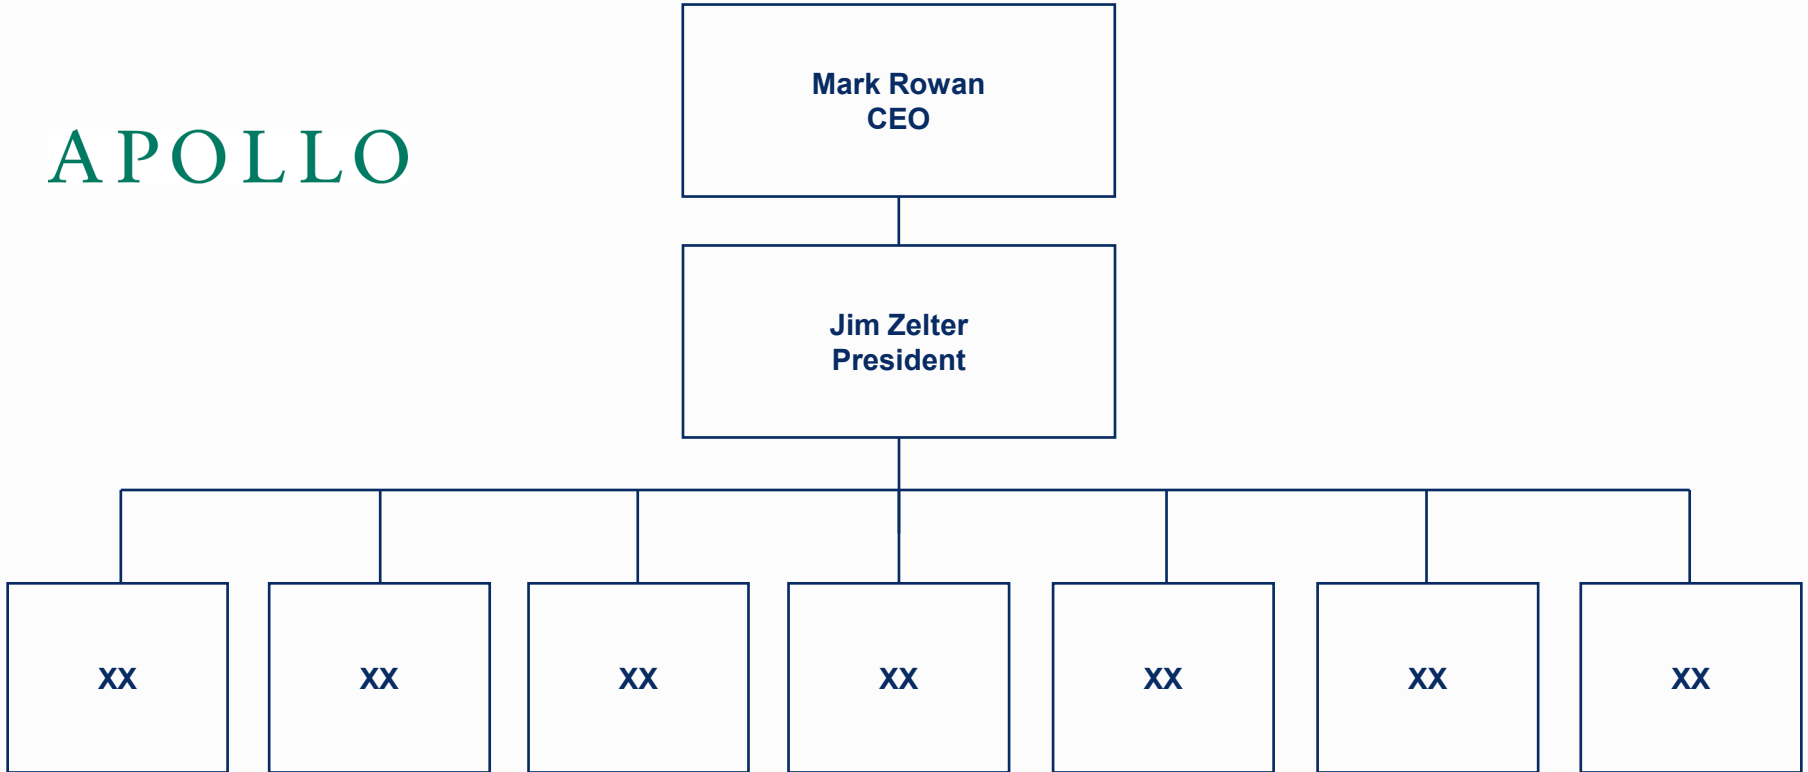 APOLLO
Mark Rowan
CEO
Jim Zelter
President
XX
XX
XX
XX
XX
XX
XX